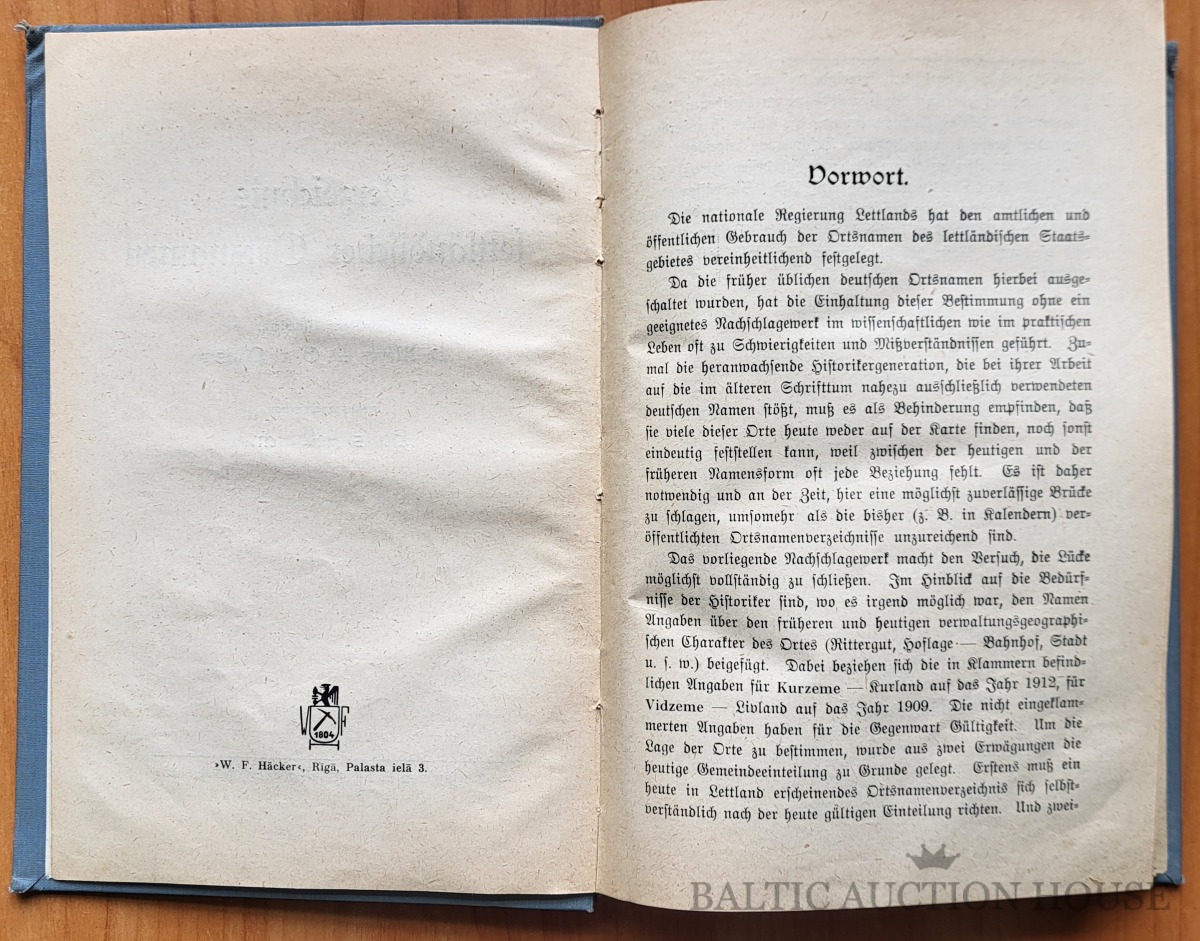 W F
1804
»W. F. Häcker«, Rīgā, Palasta ielā 3.
Vorwort.
Die nationale Regierung Lettlands hat den amtlichen und
öffentlichen Gebrauch der Ortsnamen des lettländischen Staats-
gebietes vereinheitlichend festgelegt.
Da die früher üblichen deutschen Ortsnamen hierbei ausge-
schaltet wurden, hat die Einhaltung dieser Bestimmung ohne ein
geeignetes Nachschlagewerk im wissenschaftlichen wie im praktischen
Leben oft zu Schwierigkeiten und Mißverständnissen geführt. Zu-
mal die heranwachsende Historikergeneration, die bei ihrer Arbeit
auf die im älteren Schrifttum nahezu ausschließlich verwendeten
deutschen Namen stößt, muß es als Behinderung empfinden, daß
sie viele dieser Orte heute weder auf der Karte finden, noch sonst
eindeutig feststellen kann, weil zwischen der heutigen und der
früheren Namensform oft jede Beziehung fehlt. Es ist daher
notwendig und an der Zeit, hier eine möglichst zuverlässige Brücke
zu schlagen, umsomehr als die bisher (z. B. in Kalendern) ver-
öffentlichten Ortsnamenverzeichnisse unzureichend sind.
Das vorliegende Nachschlagewerk macht den Versuch, die Lücke
möglichst vollständig zu schließen. Im Hinblick auf die Bedürf-
nisse der Historiker sind, wo es irgend möglich war, den Namen
Angaben über den früheren und heutigen verwaltungsgeographi-
schen Charakter des Ortes (Rittergut, Hoflage — Bahnhof, Stadt
u. s. w.) beigefügt. Dabei beziehen sich die in Klammern befind-
lichen Angaben für Kurzeme — Kurland auf das Jahr 1912, für
Vidzeme — Livland auf das Jahr 1909. Die nicht eingeklam-
merten Angaben haben für die Gegenwart Gültigkeit. Um die
Lage der Orte zu bestimmen, wurde aus zwei Erwägungen die
heutige Gemeindeeinteilung zu Grunde gelegt. Erstens muß ein
heute in Lettland erscheinendes Ortsnamenverzeichnis sich selbst-
verständlich nach der heute gültigen Einteilung richten. Und zwei-
BALTIC AUCTION HOUSE